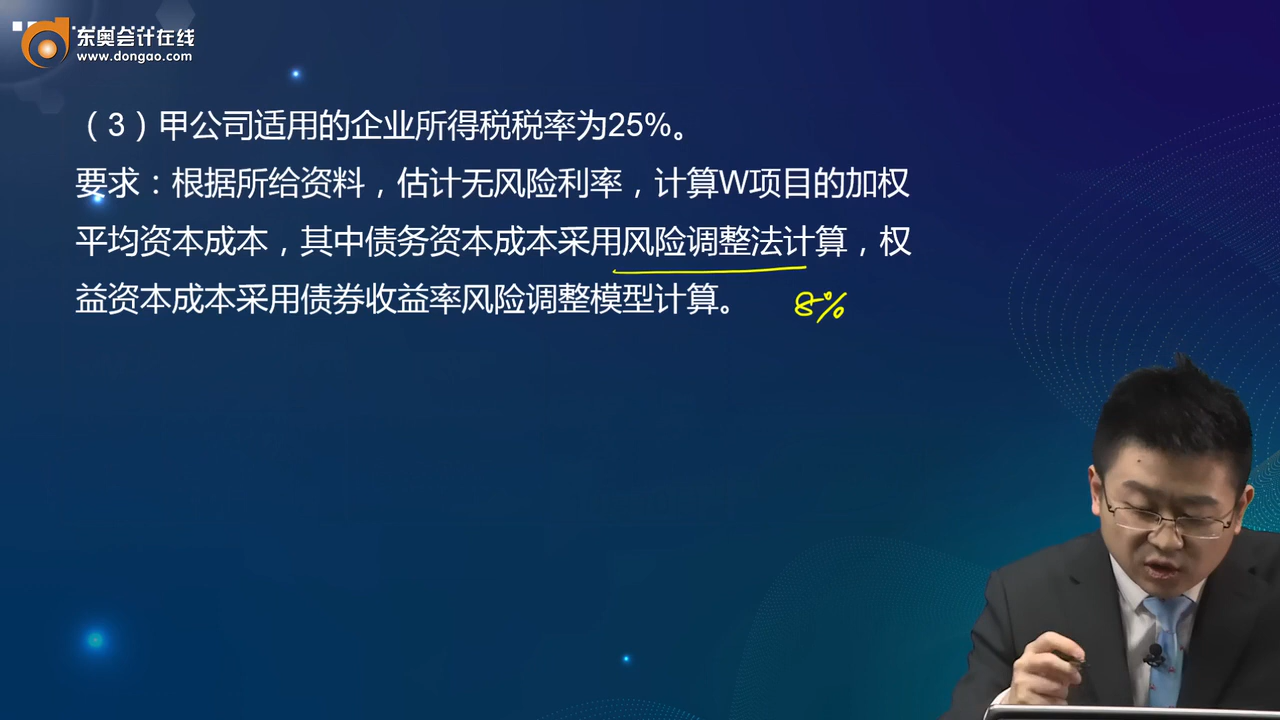 东奥会计在线
www.dongao.com
（3）甲公司适用的企业所得税税率为25%。
要求：根据所给资料，估计无风险利率，计算W项目的加权
平均资本成本，其中债务资本成本采用风险调整法计算，权
益资本成本采用债券收益率风险调整模型计算。
8%